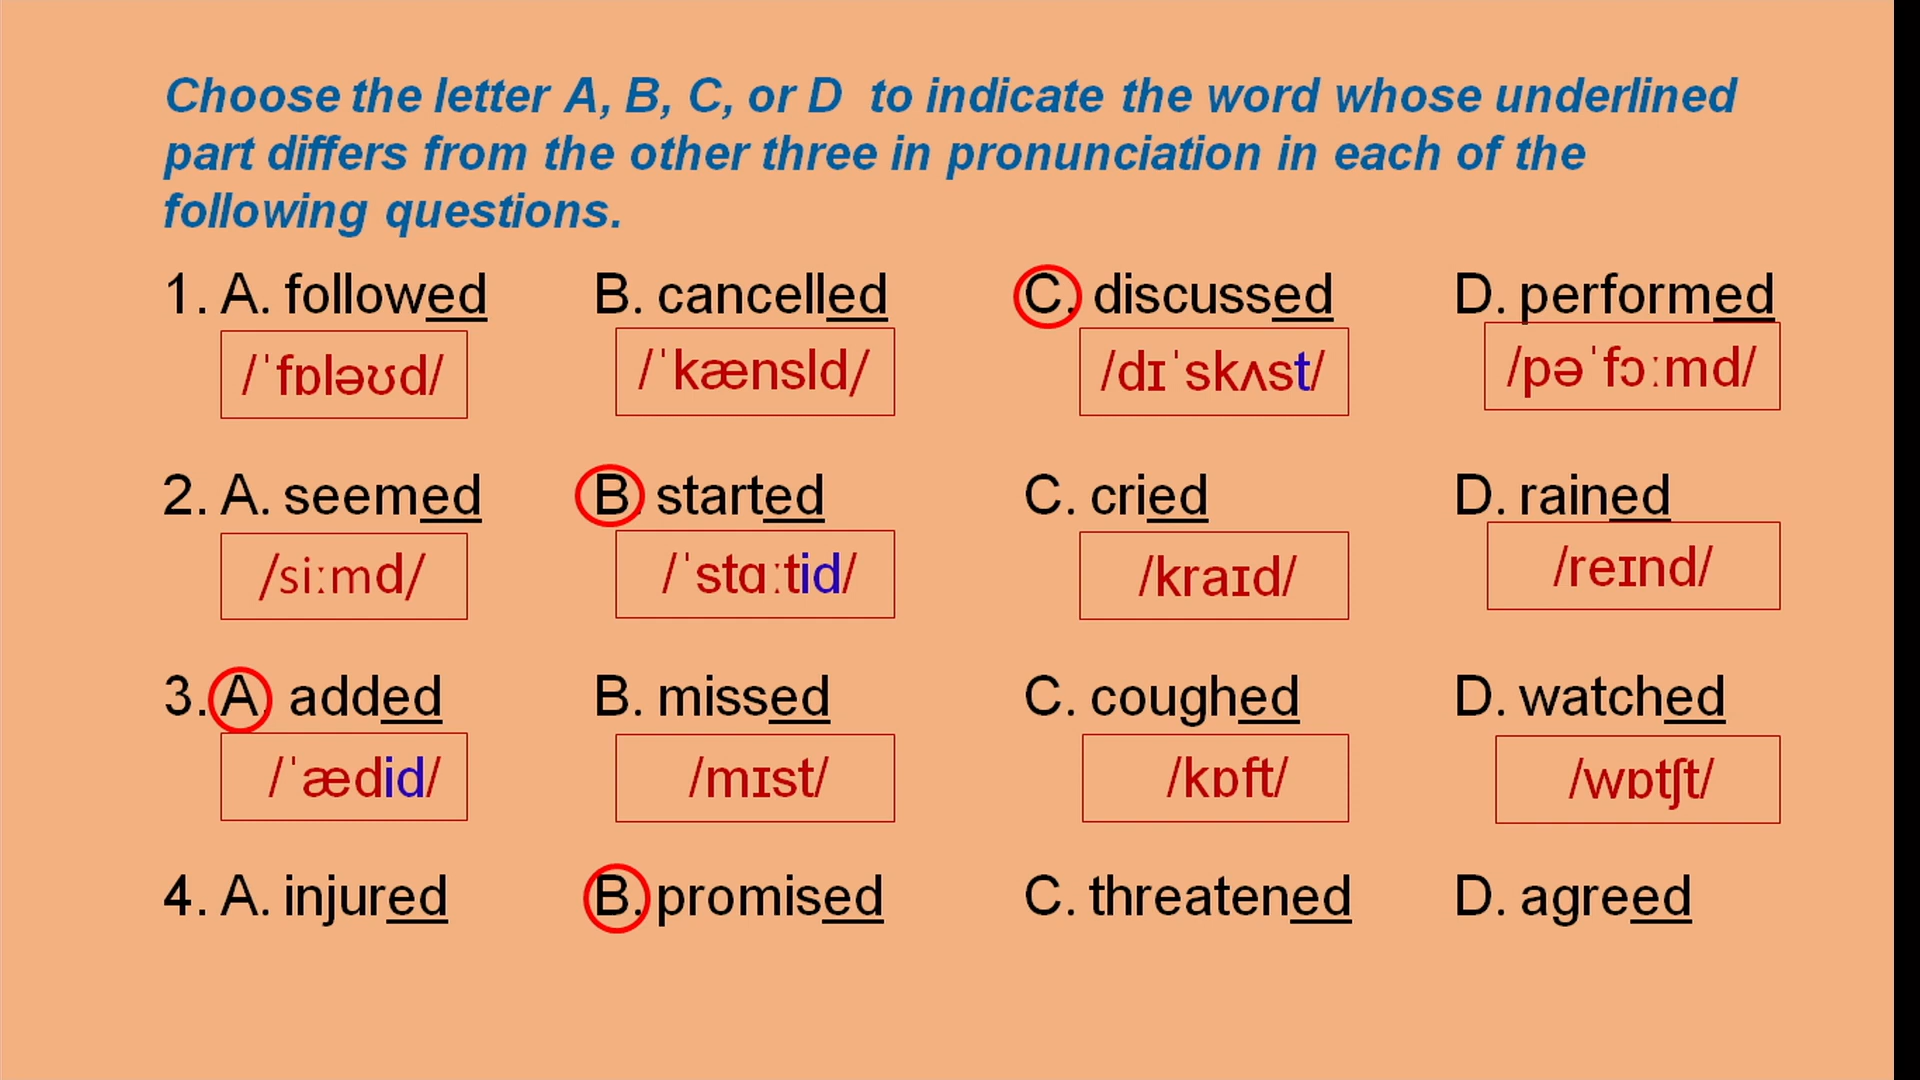 Choose the letter A, B, C, or D to indicate the word whose underlined
part differs from the other three in pronunciation in each of the
following questions.
1. A. followed B. cancelled C. discussed D. performed
/ˈfɒləʊd/ /ˈkænsld/ /dɪˈskʌst/ /pəˈfɔːmd/
2. A. seemed B. started C. cried D. rained
/siːmd/ /ˈstɑːtid/ /kraɪd/ /reɪnd/
3. A. added B. missed C. coughed D. watched
/ˈædid/ /mɪst/ /kɒft/ /wɒtʃt/
4. A. injured B. promised C. threatened D. agreed